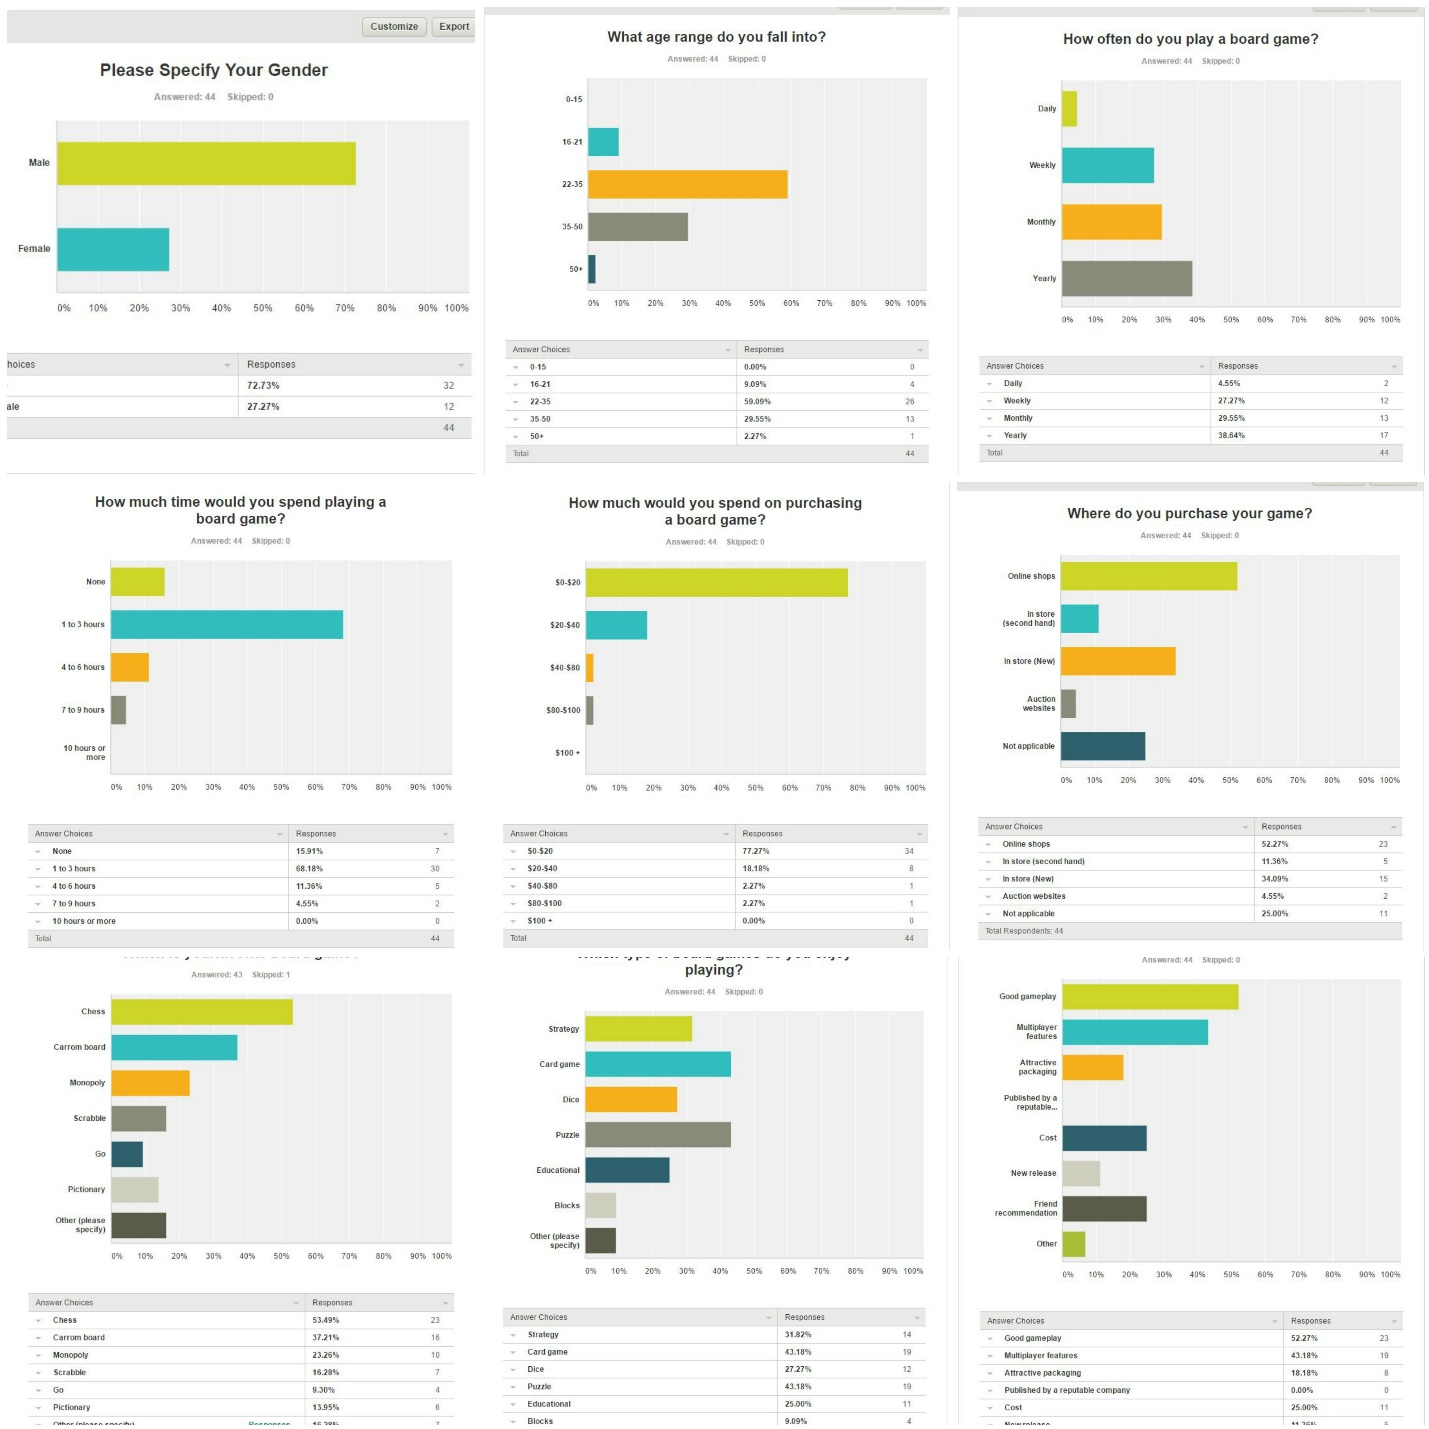 Customize Export
Please Specify Your Gender
Answered: 44 Skipped: 0
Male
Female
0% 10% 20% 30% 40% 50% 60% 70% 80% 90% 100%
hoices Responses
72.73% 32
ale 27.27% 12
44
What age range do you fall into?
Answered: 44 Skipped: 0
0-15
16-21
22-35
35-50
50+
0% 10% 20% 30% 40% 50% 60% 70% 80% 90% 100%
Answer Choices Responses
0-15 0.00% 0
16-21 9.09% 4
22-35 59.09% 26
35-50 29.55% 13
50+ 2.27% 1
Total 44
How often do you play a board game?
Answered: 44 Skipped: 0
Daily
Weekly
Monthly
Yearly
0% 10% 20% 30% 40% 50% 60% 70% 80% 90% 100%
Answer Choices Responses
Daily 4.55% 2
Weekly 27.27% 12
Monthly 29.55% 13
Yearly 38.64% 17
Total 44
How much time would you spend playing a
board game?
Answered: 44 Skipped: 0
None
1 to 3 hours
4 to 6 hours
7 to 9 hours
10 hours or
more
0% 10% 20% 30% 40% 50% 60% 70% 80% 90% 100%
Answer Choices Responses
None 15.91% 7
1 to 3 hours 68.18% 30
4 to 6 hours 11.36% 5
7 to 9 hours 4.55% 2
10 hours or more 0.00% 0
Total 44
How much would you spend on purchasing
a board game?
Answered: 44 Skipped: 0
$0-$20
$20-$40
$40-$80
$80-$100
$100 +
0% 10% 20% 30% 40% 50% 60% 70% 80% 90% 100%
Answer Choices Responses
$0-$20 77.27% 34
$20-$40 18.18% 8
$40-$80 2.27% 1
$80-$100 2.27% 1
$100 + 0.00% 0
Total 44
Where do you purchase your game?
Answered: 44 Skipped: 0
Online shops
In store
(second hand)
In store (New)
Auction
websites
Not applicable
0% 10% 20% 30% 40% 50% 60% 70% 80% 90% 100%
Answer Choices Responses
Online shops 52.27% 23
In store (second hand) 11.36% 5
In store (New) 34.09% 15
Auction websites 4.55% 2
Not applicable 25.00% 11
Total Respondents: 44
Answered: 43 Skipped: 1
Chess
Carrom board
Monopoly
Scrabble
Go
Pictionary
Other (please
specify)
0% 10% 20% 30% 40% 50% 60% 70% 80% 90% 100%
Answer Choices Responses
Chess 53.49% 23
Carrom board 37.21% 16
Monopoly 23.26% 10
Scrabble 16.28% 7
Go 9.30% 4
Pictionary 13.95% 6
Other (please specify) Responses 16.28% 7
Which type of board games do you enjoy
playing?
Answered: 44 Skipped: 0
Strategy
Card game
Dice
Puzzle
Educational
Blocks
Other (please
specify)
0% 10% 20% 30% 40% 50% 60% 70% 80% 90% 100%
Answer Choices Responses
Strategy 31.82% 14
Card game 43.18% 19
Dice 27.27% 12
Puzzle 43.18% 19
Educational 25.00% 11
Blocks 9.09% 4
Answered: 44 Skipped: 0
Good gameplay
Multiplayer
features
Attractive
packaging
Published by a
reputable...
Cost
New release
Friend
recommendation
Other
0% 10% 20% 30% 40% 50% 60% 70% 80% 90% 100%
Answer Choices Responses
Good gameplay 52.27% 23
Multiplayer features 43.18% 19
Attractive packaging 18.18% 8
Published by a reputable company 0.00% 0
Cost 25.00% 11
New release 11.36% 5